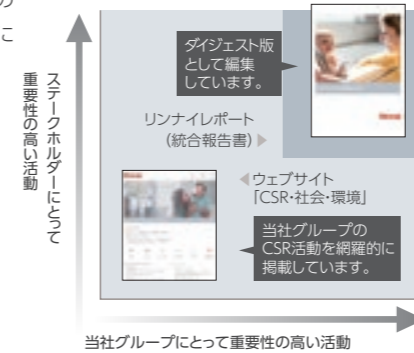 の
に
ダイジェスト版
として編集
しています。
リンナイレポート
(統合報告書)▶
◀ウェブサイト
「CSR・社会・環境」
当社グループの
CSR活動を網羅的に
掲載しています。
ステークホルダーにとって
重要性の高い活動
当社グループにとって重要性の高い活動